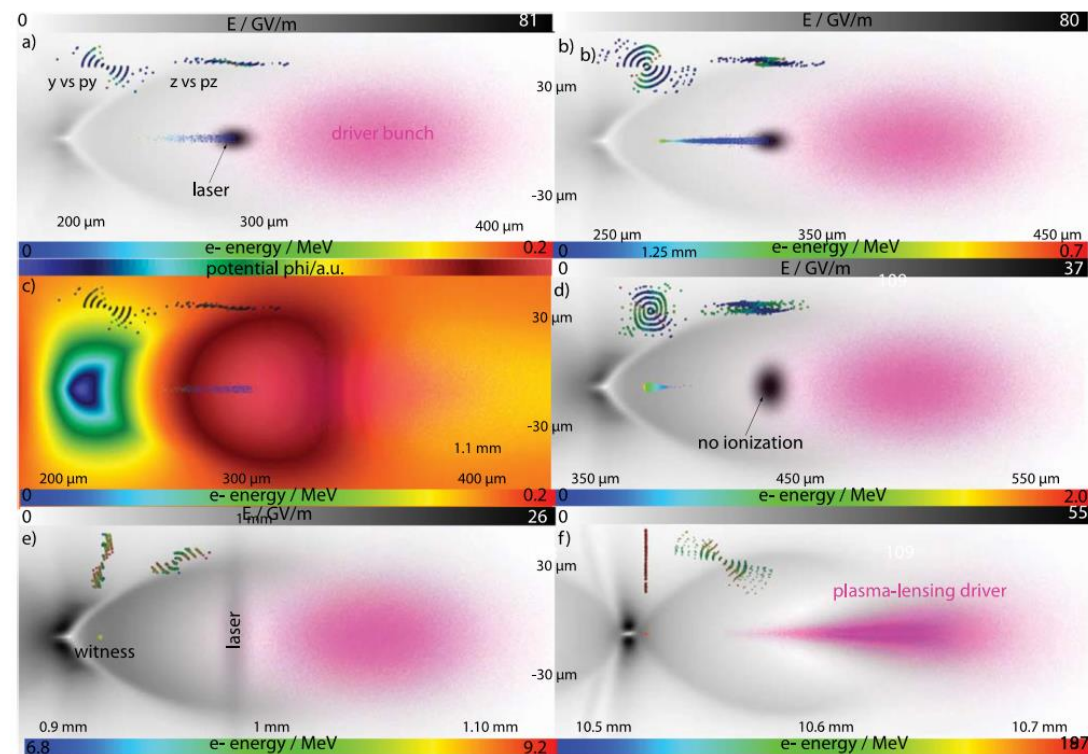 0 E / GV/m 81
a)
y vs py z vs pz
30 µm
driver bunch
laser
-30 µm
200 µm 300 µm 400 µm
0 e- energy / MeV 0.2
E / GV/m 80
b)
b)
250 µm 350 µm 450 µm
0 1.25 mm e- energy / MeV 0.7
potential phi/a.u.
c)
30 µm
-30 µm
1.1 mm
200 µm 300 µm 400 µm
0 e- energy / MeV 0.2
0 E / GV/m 37
109
d)
no ionization
350 µm 450 µm 550 µm
0 e- energy / MeV 2.0
0 E / GV/m 26
1 mm
e)
30 µm
witness
laser
-30 µm
0.9 mm 1 mm 1.10 mm
6.8 e- energy / MeV 9.2
0 E / GV/m 55
f)
109
plasma-lensing driver
10.5 mm 10.6 mm 10.7 mm
e- energy / MeV